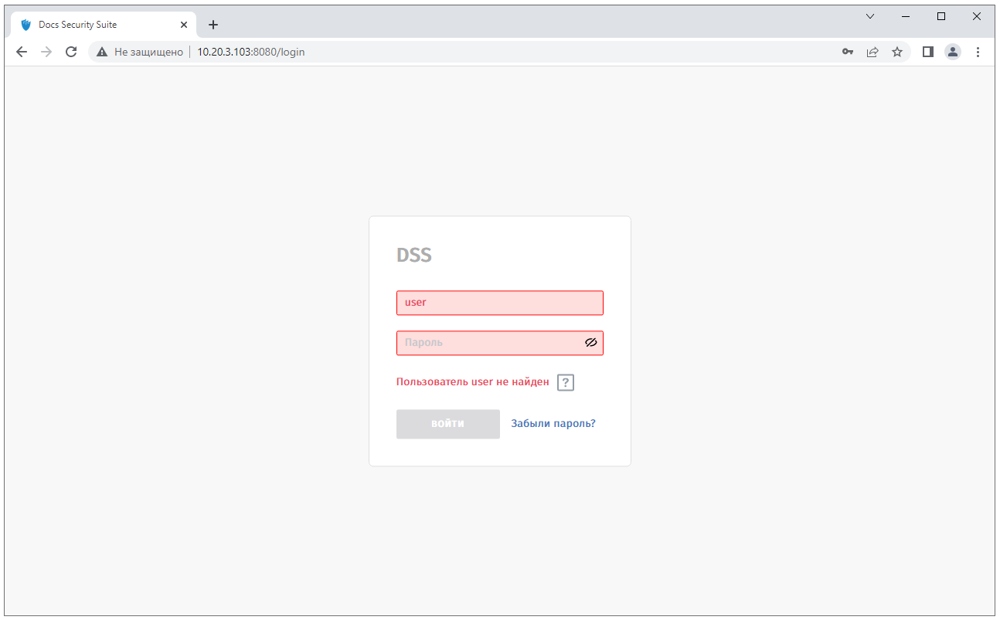 Docs Security Suite
Не защищено 10.20.3.103:8080/login
DSS
user
Пароль
Пользователь user не найден ?
ВОЙТИ Забыли пароль?